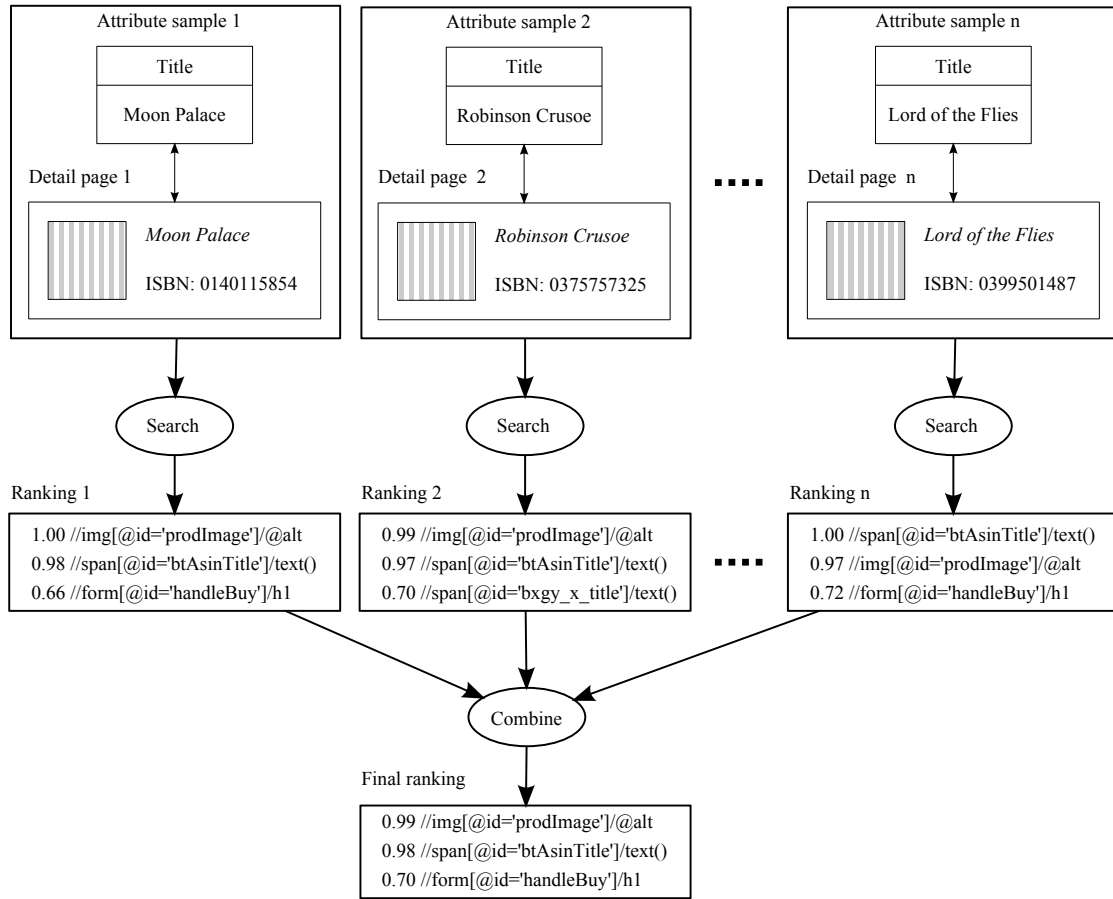 Attribute sample 1
Title
Moon Palace
Detail page 1
Moon Palace
ISBN: 0140115854
Search
Ranking 1
1.00 //img[@id='prodImage']/@alt
0.98 //span[@id='btAsinTitle']/text()
0.66 //form[@id='handleBuy']/h1
Attribute sample 2
Title
Robinson Crusoe
Detail page 2
Robinson Crusoe
ISBN: 0375757325
Search
Ranking 2
0.99 //img[@id='prodImage']/@alt
0.97 //span[@id='btAsinTitle']/text()
0.70 //span[@id='bxgy_x_title']/text()
Attribute sample n
Title
Lord of the Flies
Detail page n
Lord of the Flies
ISBN: 0399501487
Search
Ranking n
1.00 //span[@id='btAsinTitle']/text()
0.97 //img[@id='prodImage']/@alt
0.72 //form[@id='handleBuy']/h1
Combine
Final ranking
0.99 //img[@id='prodImage']/@alt
0.98 //span[@id='btAsinTitle']/text()
0.70 //form[@id='handleBuy']/h1